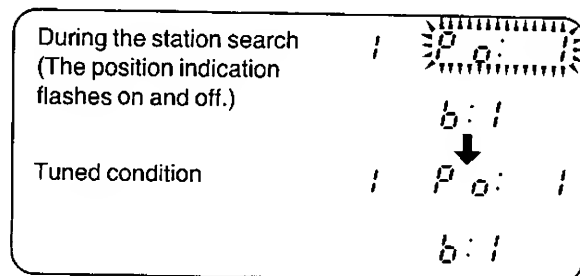 During the station search 1 Po: 1
(The position indication
flashes on and off.)
b:1
Tuned condition 1 Po: 1
b:1